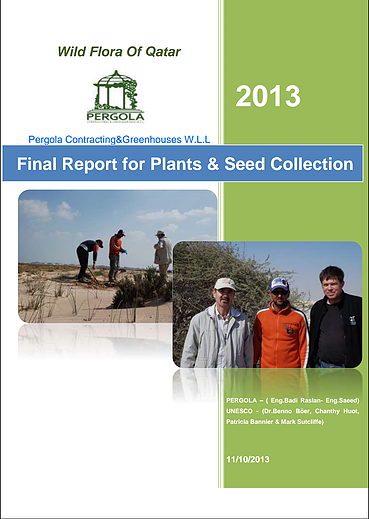 Wild Flora Of Qatar
PERGOLA
2013
Pergola Contracting&Greenhouses W.L.L
Final Report for Plants & Seed Collection
PERGOLA – ( Eng.Badi Raslan- Eng.Saeed)
UNESCO - (Dr.Benno Böer, Chanthy Huot,
Patricia Bannier & Mark Sutcliffe)
11/10/2013